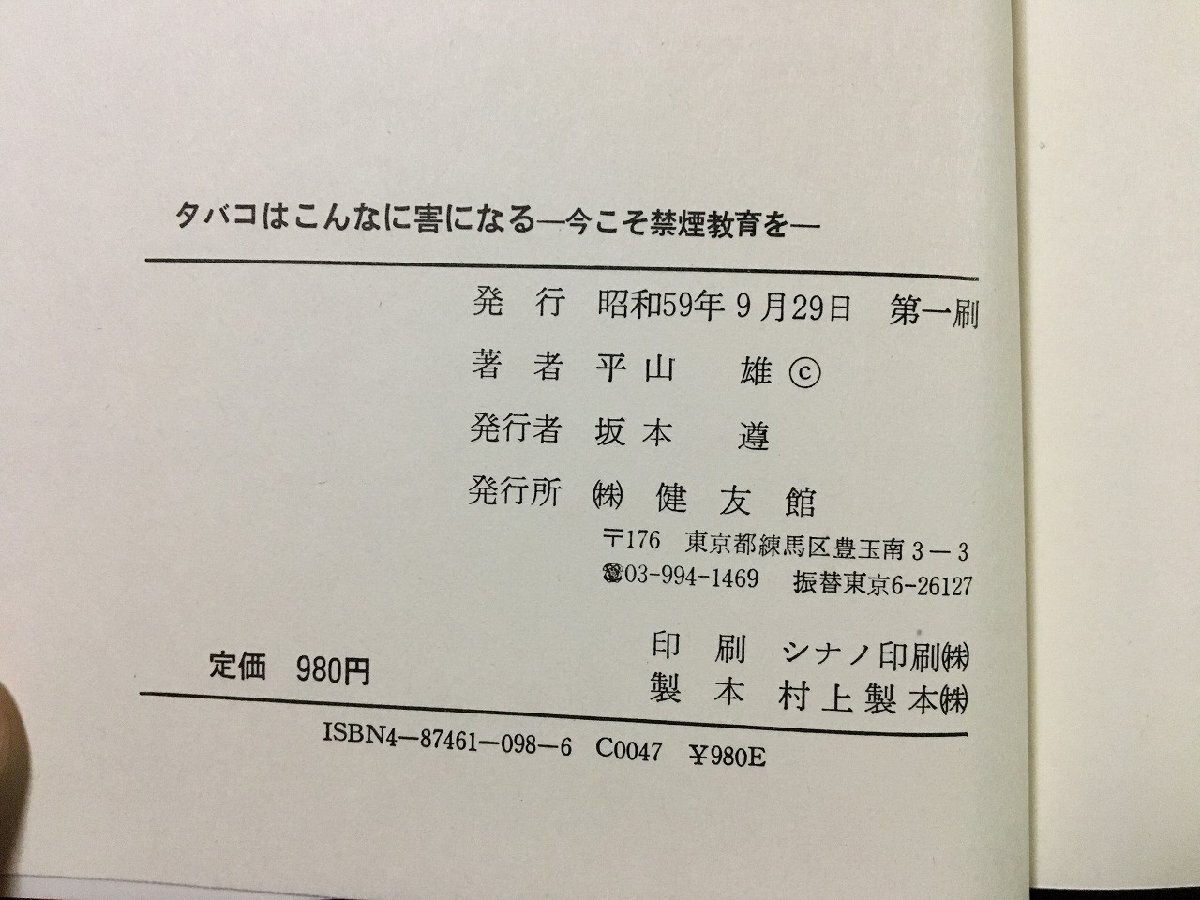 タバコはこんなに害になる―今こそ禁煙教育を―
発行 昭和59年9月29日 第一刷
著者 平山 雄 ©
発行者 坂本 遵
発行所 ㈱ 健友館
〒176 東京都練馬区豊玉南3−3
☎03-994-1469 振替東京6-26127
印刷 シナノ印刷㈱
定価 980円
製本 村上製本㈱
ISBN4―87461―098―6 C0047 ¥980E